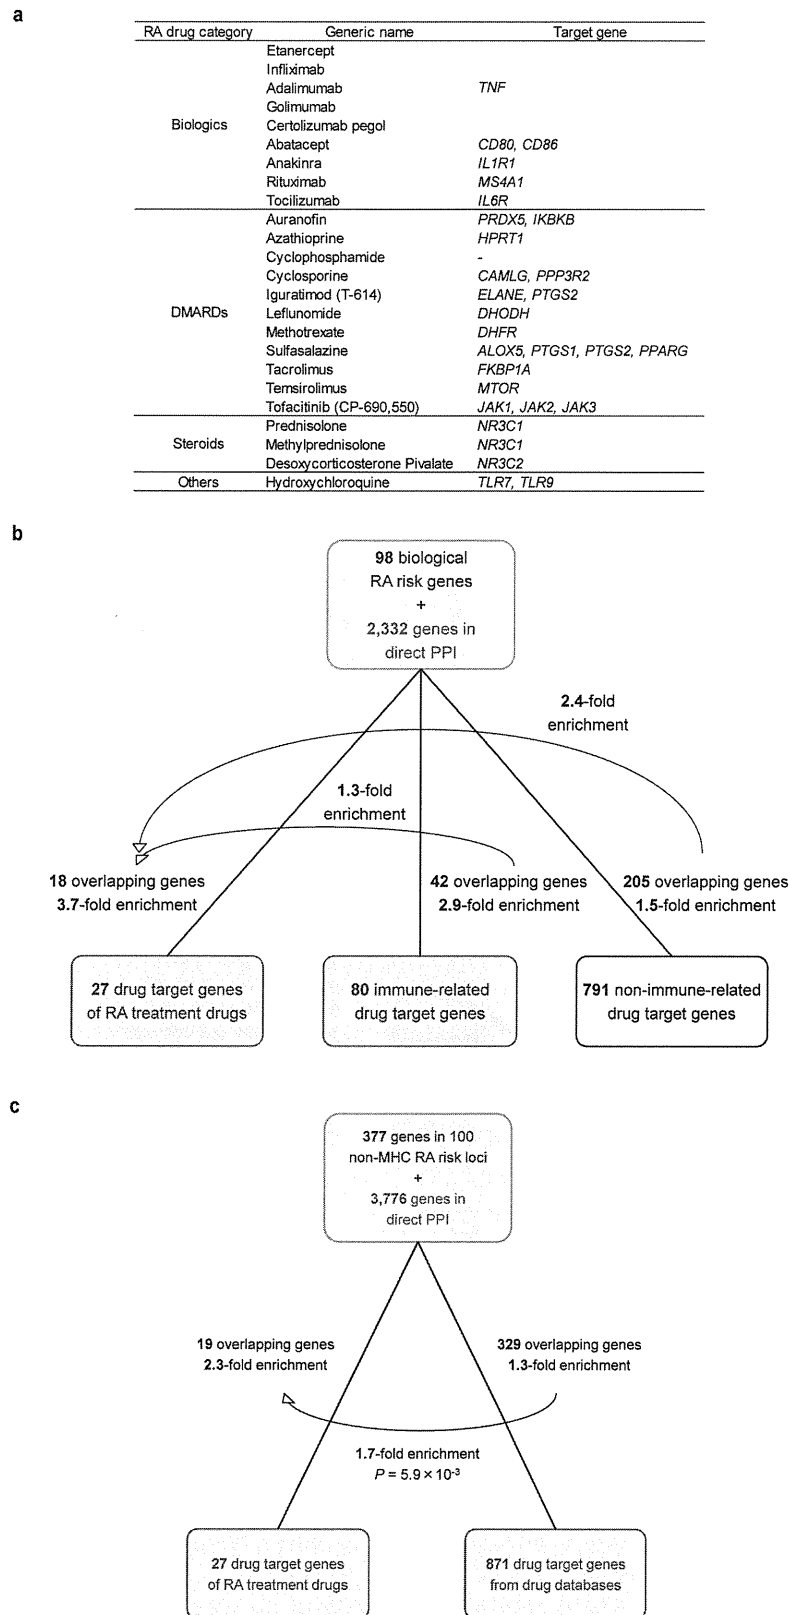 a
RA drug category Generic name Target gene
Etanercept
Infliximab
Adalimumab TNF
Golimumab
Biologics Certolizumab pegol
Abatacept CD80, CD86
Anakinra IL1R1
Rituximab MS4A1
Tocilizumab IL6R
Auranofin PRDX5, IKBKB
Azathioprine HPRT1
Cyclophosphamide -
Cyclosporine CAMLG, PPP3R2
Iguratimod (T-614) ELANE, PTGS2
DMARDs Leflunomide DHODH
Methotrexate DHFR
Sulfasalazine ALOX5, PTGS1, PTGS2, PPARG
Tacrolimus FKBP1A
Temsirolimus MTOR
Tofacitinib (CP-690,550) JAK1, JAK2, JAK3
Prednisolone NR3C1
Steroids Methylprednisolone NR3C1
Desoxycorticosterone Pivalate NR3C2
Others Hydroxychloroquine TLR7, TLR9
b
98 biological
RA risk genes
+
2,332 genes in
direct PPI
2.4-fold
enrichment
1.3-fold
enrichment
18 overlapping genes 42 overlapping genes 205 overlapping genes
3.7-fold enrichment 2.9-fold enrichment 1.5-fold enrichment
27 drug target genes 80 immune-related 791 non-immune-related
of RA treatment drugs drug target genes drug target genes
c
377 genes in 100
non-MHC RA risk loci
+
3,776 genes in
direct PPI
19 overlapping genes 329 overlapping genes
2.3-fold enrichment 1.3-fold enrichment
1.7-fold enrichment
P = 5.9 × 10-3
27 drug target genes 871 drug target genes
of RA treatment drugs from drug databases